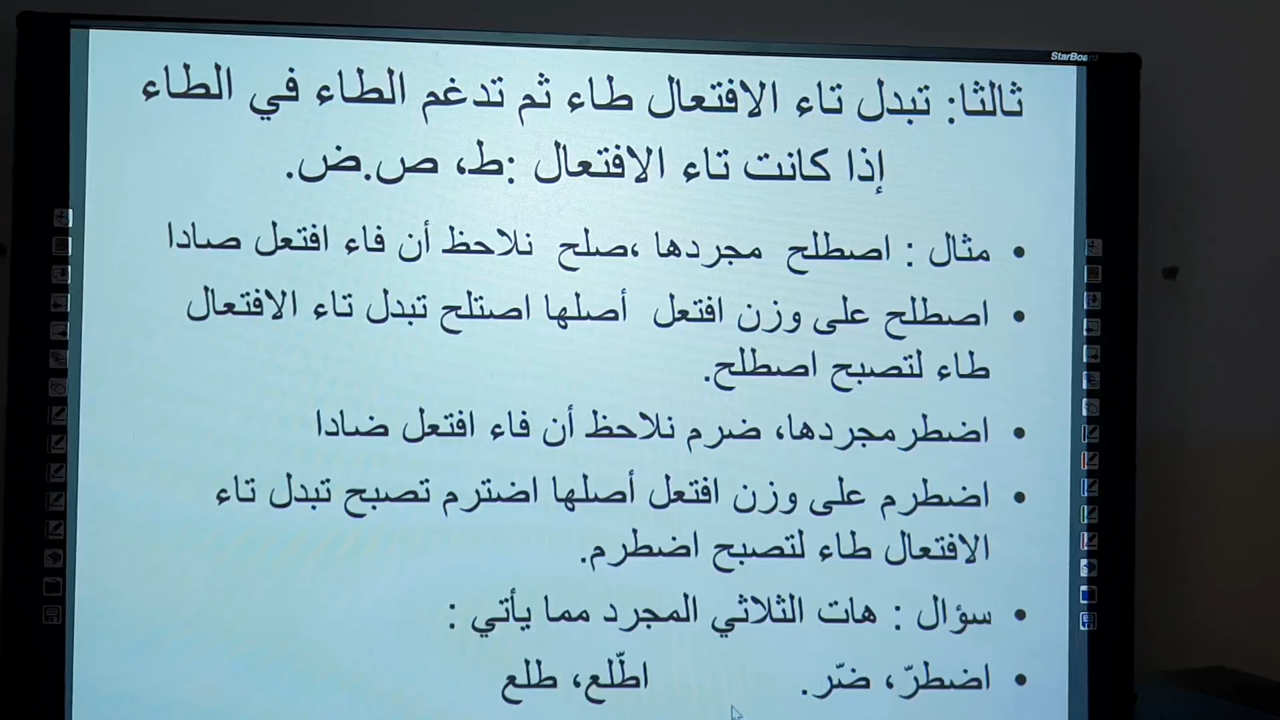 StarBoa
ثالثا: تبدل تاء الافتعال طاء ثم تدغم الطاء في الطاء
إذا كانت تاء الافتعال :ط، ص.ض.
• مثال : اصطلح مجردها ،صلح نلاحظ أن فاء افتعل صادا
• اصطلح على وزن افتعل أصلها اصتلح تبدل تاء الافتعال
طاء لتصبح اصطلح.
• اضطرمجردها، ضرم نلاحظ أن فاء افتعل ضادا
• اضطرم على وزن افتعل أصلها اضترم تصبح تبدل تاء
الافتعال طاء لتصبح اضطرم.
• سؤال : هات الثلاثي المجرد مما يأتي :
• اضطرّ، ضّر. اطّلع، طلع